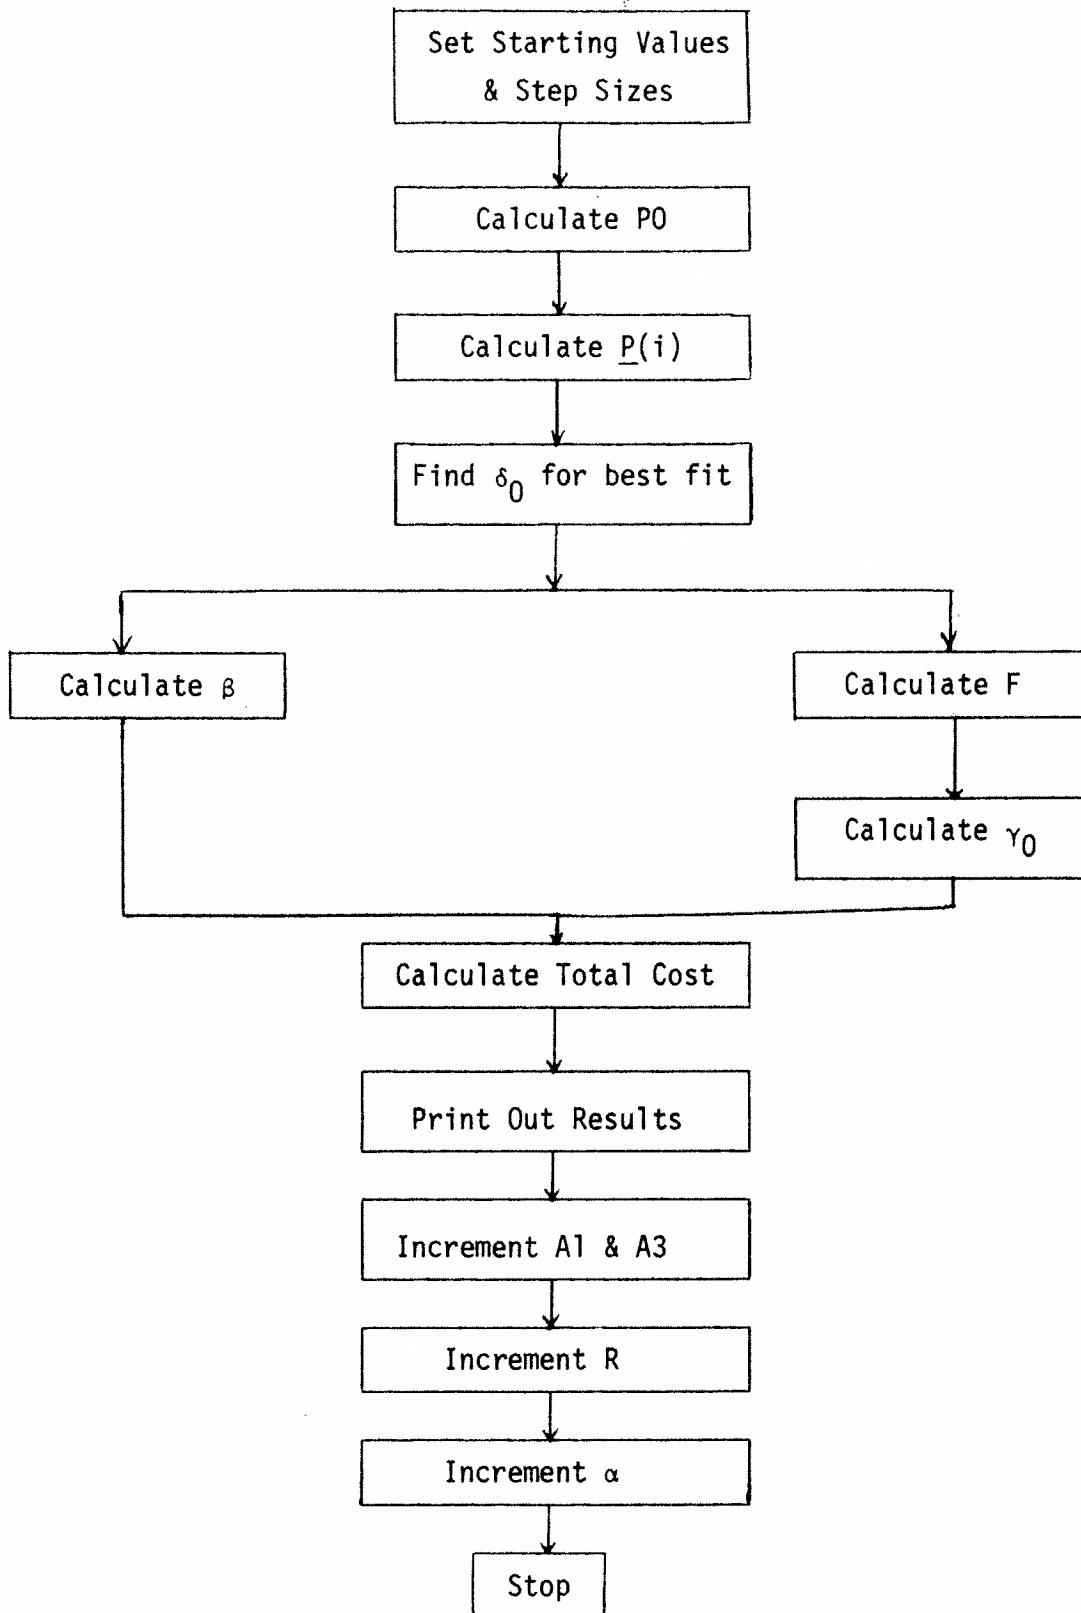 Set Starting Values
& Step Sizes
Calculate PO
Calculate P(i)
Find δ0 for best fit
Calculate β
Calculate F
Calculate γ0
Calculate Total Cost
Print Out Results
Increment A1 & A3
Increment R
Increment α
Stop